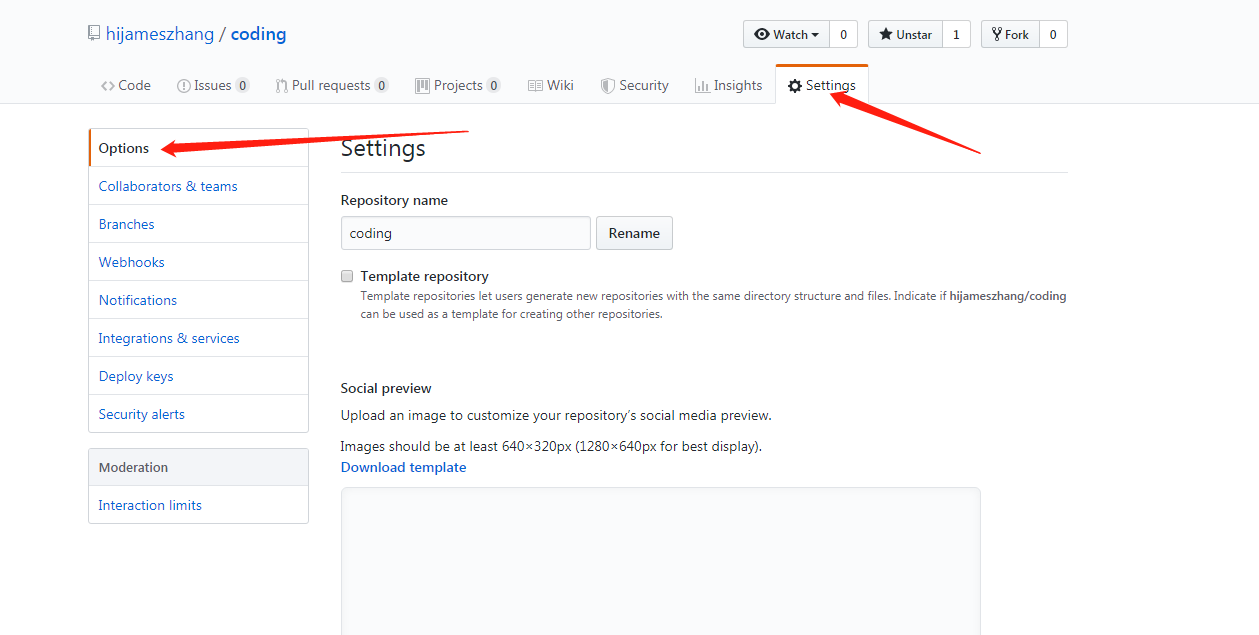 hijameszhang / coding
Watch 0 Unstar 1 Fork 0
Code Issues 0 Pull requests 0 Projects 0 Wiki Security Insights Settings
Options
Collaborators & teams
Branches
Webhooks
Notifications
Integrations & services
Deploy keys
Security alerts
Moderation
Interaction limits
Settings
Repository name
coding Rename
Template repository
Template repositories let users generate new repositories with the same directory structure and files. Indicate if hijameszhang/coding
can be used as a template for creating other repositories.
Social preview
Upload an image to customize your repository’s social media preview.
Images should be at least 640×320px (1280×640px for best display).
Download template